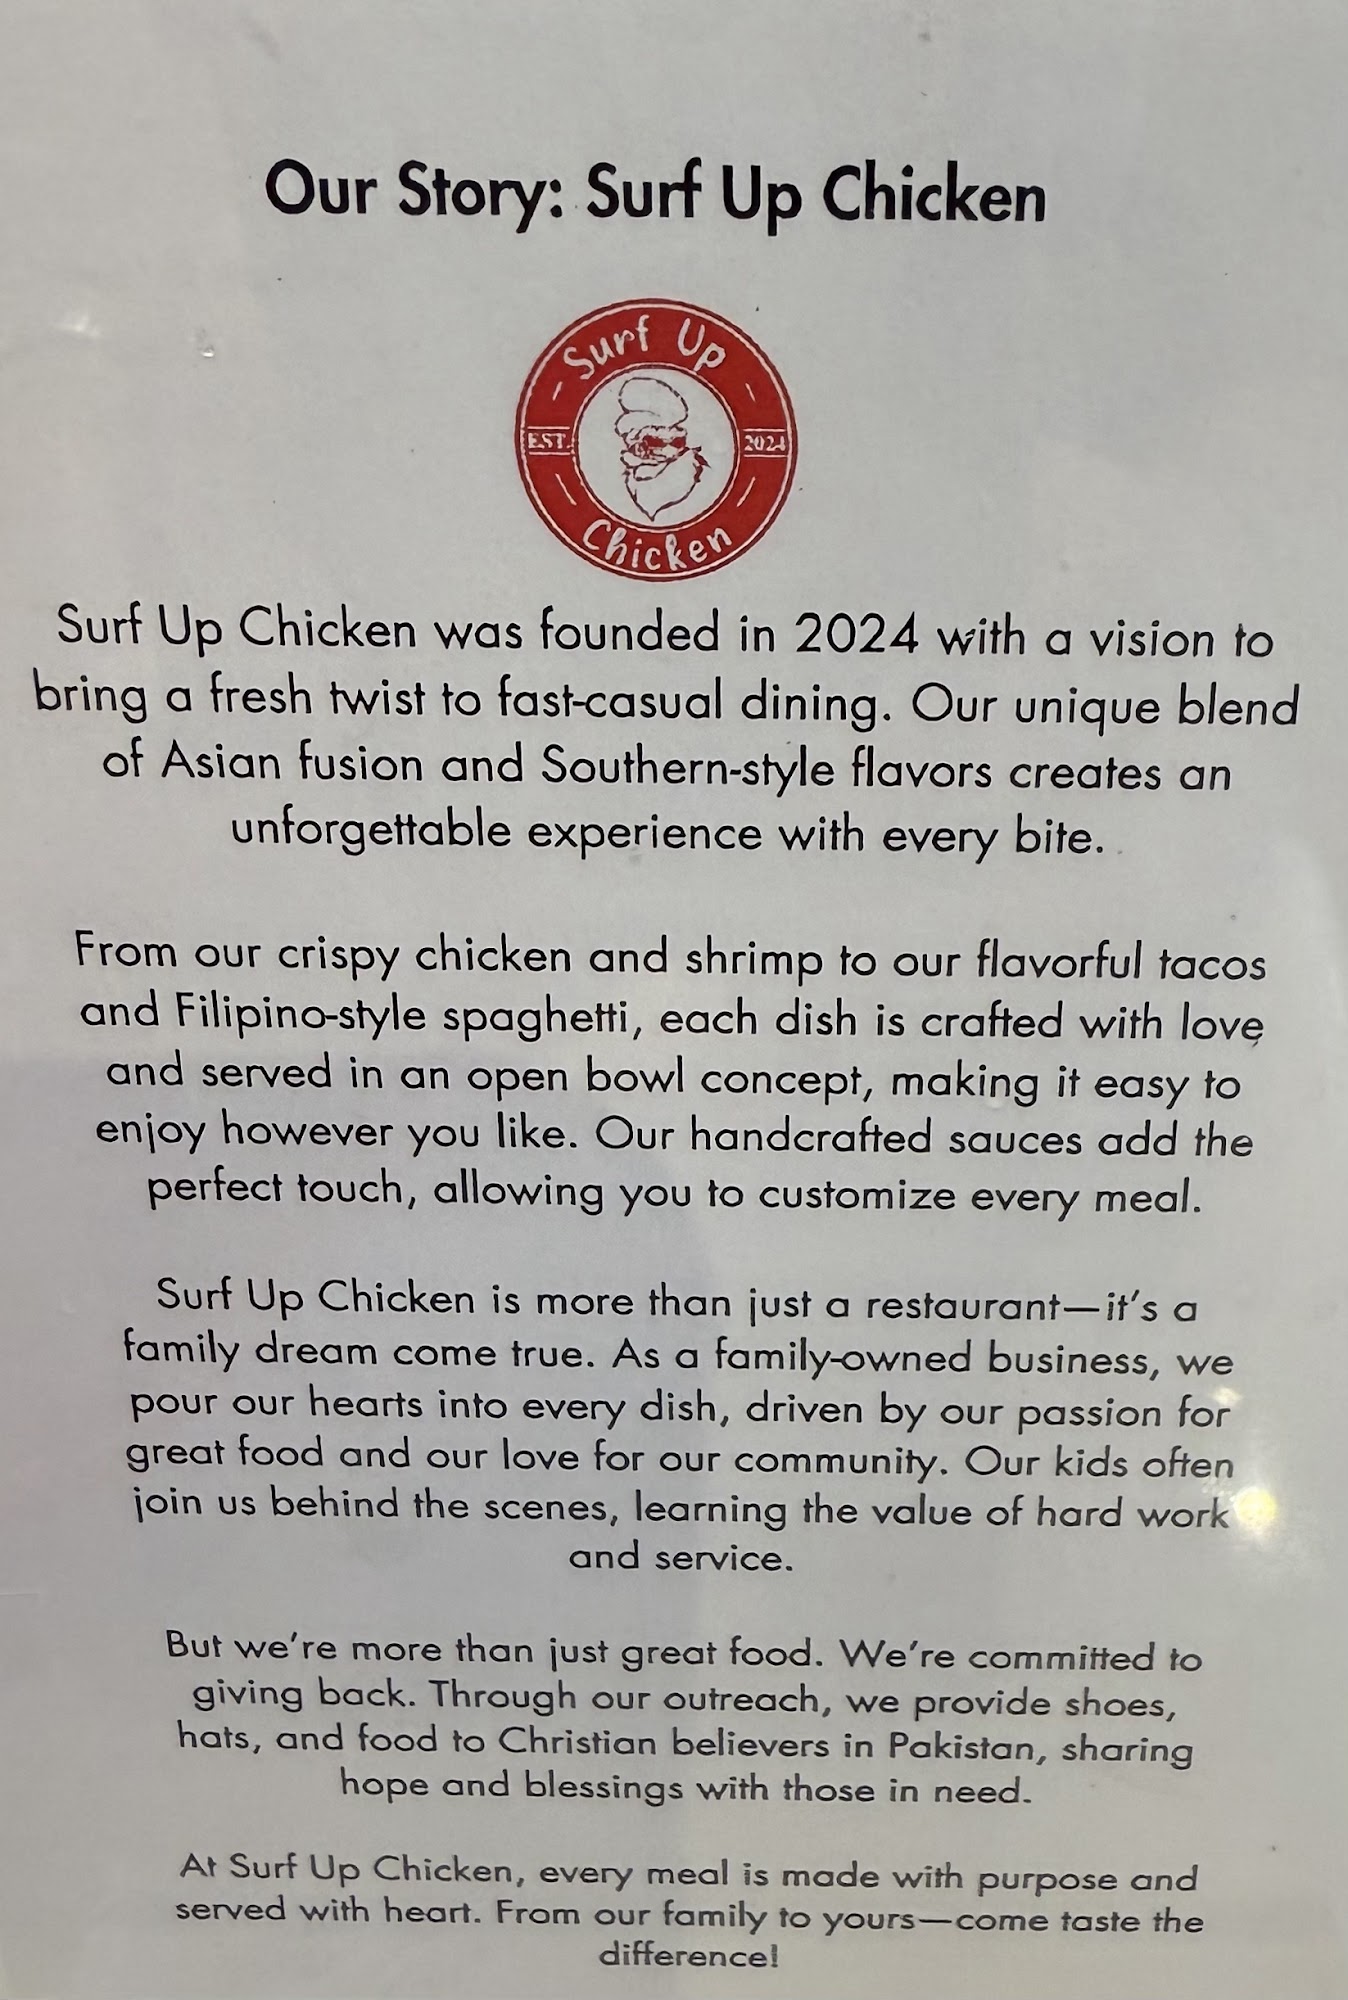 Our Story: Surf Up Chicken
Surf Up
EST. 2024
Chicken
Surf Up Chicken was founded in 2024 with a vision to
bring a fresh twist to fast-casual dining. Our unique blend
of Asian fusion and Southern-style flavors creates an
unforgettable experience with every bite.
From our crispy chicken and shrimp to our flavorful tacos
and Filipino-style spaghetti, each dish is crafted with love
and served in an open bowl concept, making it easy to
enjoy however you like. Our handcrafted sauces add the
perfect touch, allowing you to customize every meal.
Surf Up Chicken is more than just a restaurant—it's a
family dream come true. As a family-owned business, we
pour our hearts into every dish, driven by our passion for
great food and our love for our community. Our kids often
join us behind the scenes, learning the value of hard work
and service.
But we're more than just great food. We're committed to
giving back. Through our outreach, we provide shoes,
hats, and food to Christian believers in Pakistan, sharing
hope and blessings with those in need.
At Surf Up Chicken, every meal is made with purpose and
served with heart. From our family to yours—come taste the
difference!